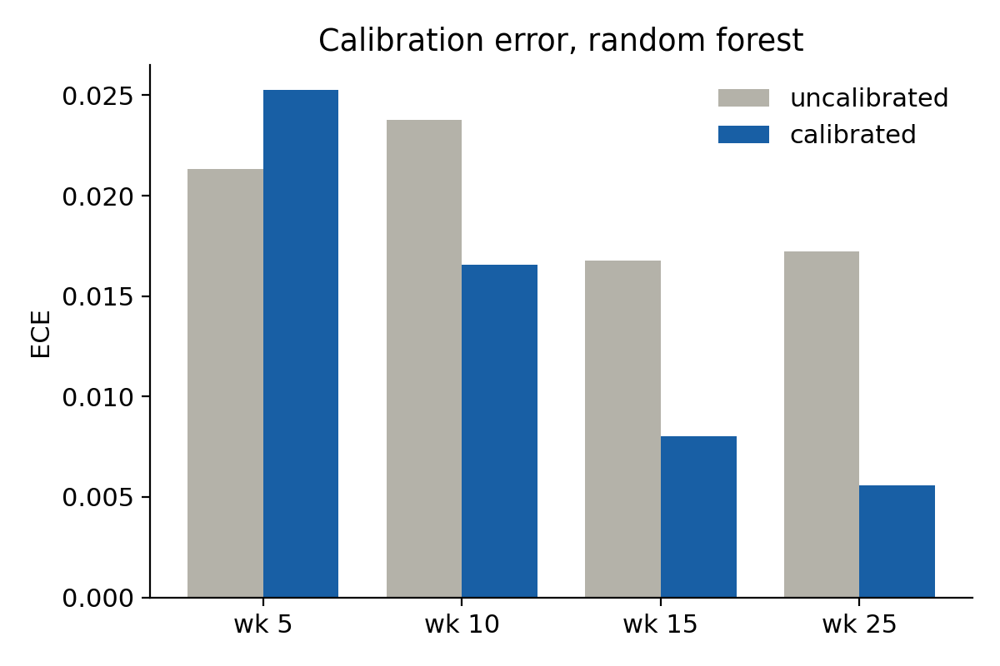 Calibration error, random forest
uncalibrated
calibrated
ECE
0.025
0.020
0.015
0.010
0.005
0.000
wk 5
wk 10
wk 15
wk 25